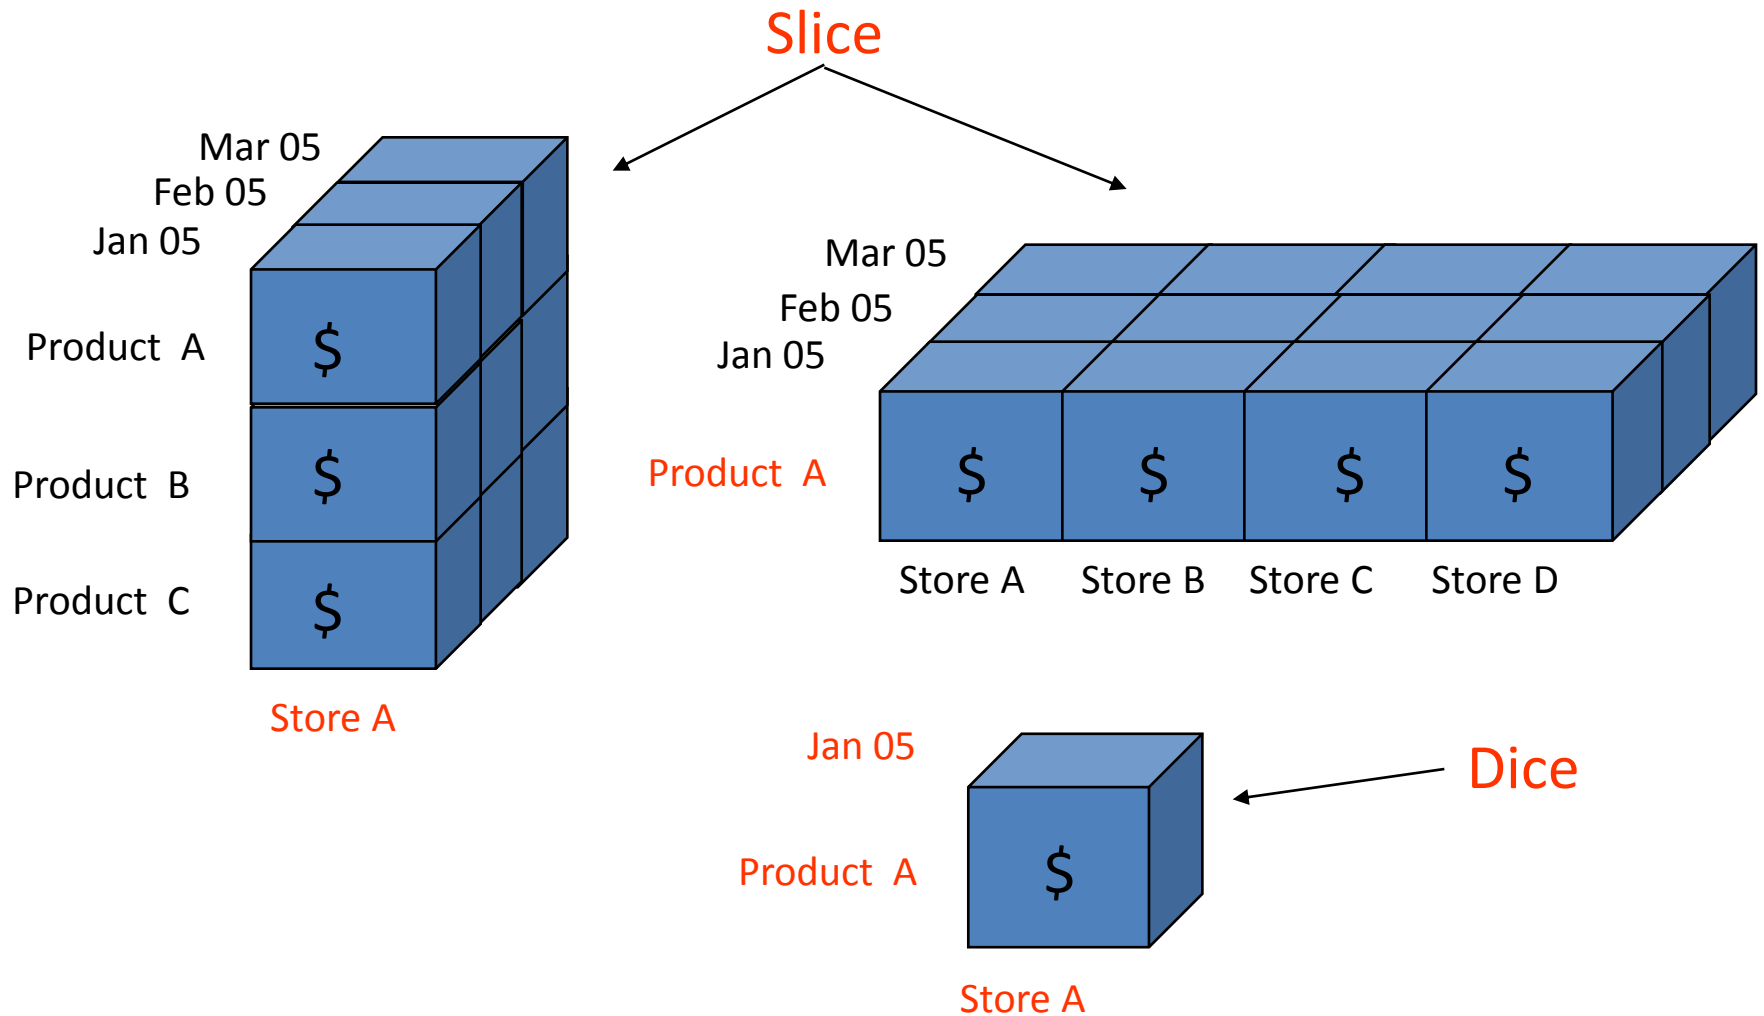 Slice
Mar 05
Feb 05
Jan 05
Product A
$
Product B
$
Product C
$
Store A
Mar 05
Feb 05
Jan 05
Product A
$ $ $ $
Store A Store B Store C Store D
Jan 05
Dice
Product A
$
Store A